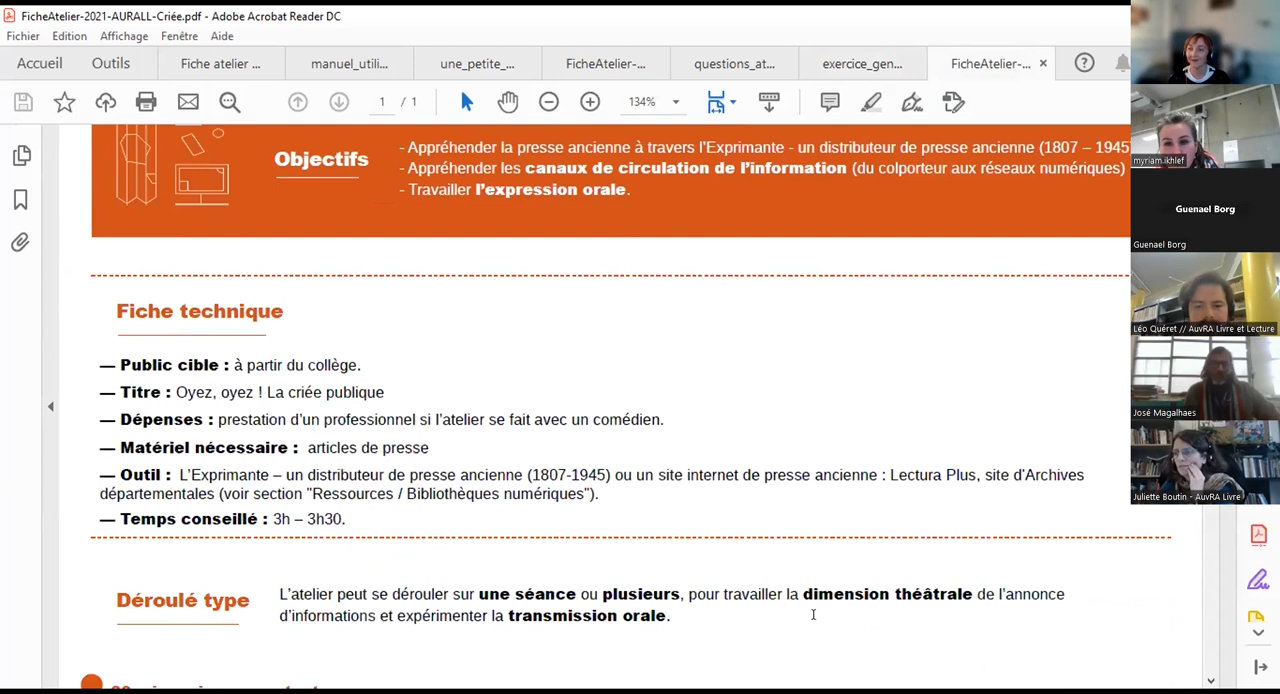 FicheAtelier-2021-AURALL-Criée.pdf - Adobe Acrobat Reader DC
Fichier Edition Affichage Fenêtre Aide
Accueil Outils Fiche atelier ... manuel_utili... une_petite_... FicheAtelier-... questions_at... exercice_gen... FicheAtelier-... ×
1 / 1 134%
Objectifs
- Appréhender la presse ancienne à travers l'Exprimante - un distributeur de presse ancienne (1807 – 1945
- Appréhender les canaux de circulation de l'information (du colporteur aux réseaux numériques)
- Travailler l'expression orale.
Fiche technique
— Public cible : à partir du collège.
— Titre : Oyez, oyez ! La criée publique
— Dépenses : prestation d'un professionnel si l'atelier se fait avec un comédien.
— Matériel nécessaire : articles de presse
— Outil : L'Exprimante – un distributeur de presse ancienne (1807-1945) ou un site internet de presse ancienne : Lectura Plus, site d'Archives
départementales (voir section "Ressources / Bibliothèques numériques").
— Temps conseillé : 3h – 3h30.
Déroulé type
L'atelier peut se dérouler sur une séance ou plusieurs, pour travailler la dimension théâtrale de l'annonce
d'informations et expérimenter la transmission orale.
myriam.ikhlef
Guenael Borg
Guenael Borg
Léo Quéret // AuvRA Livre et Lecture
José Magalhaes
Juliette Boutin - AuvRA Livre